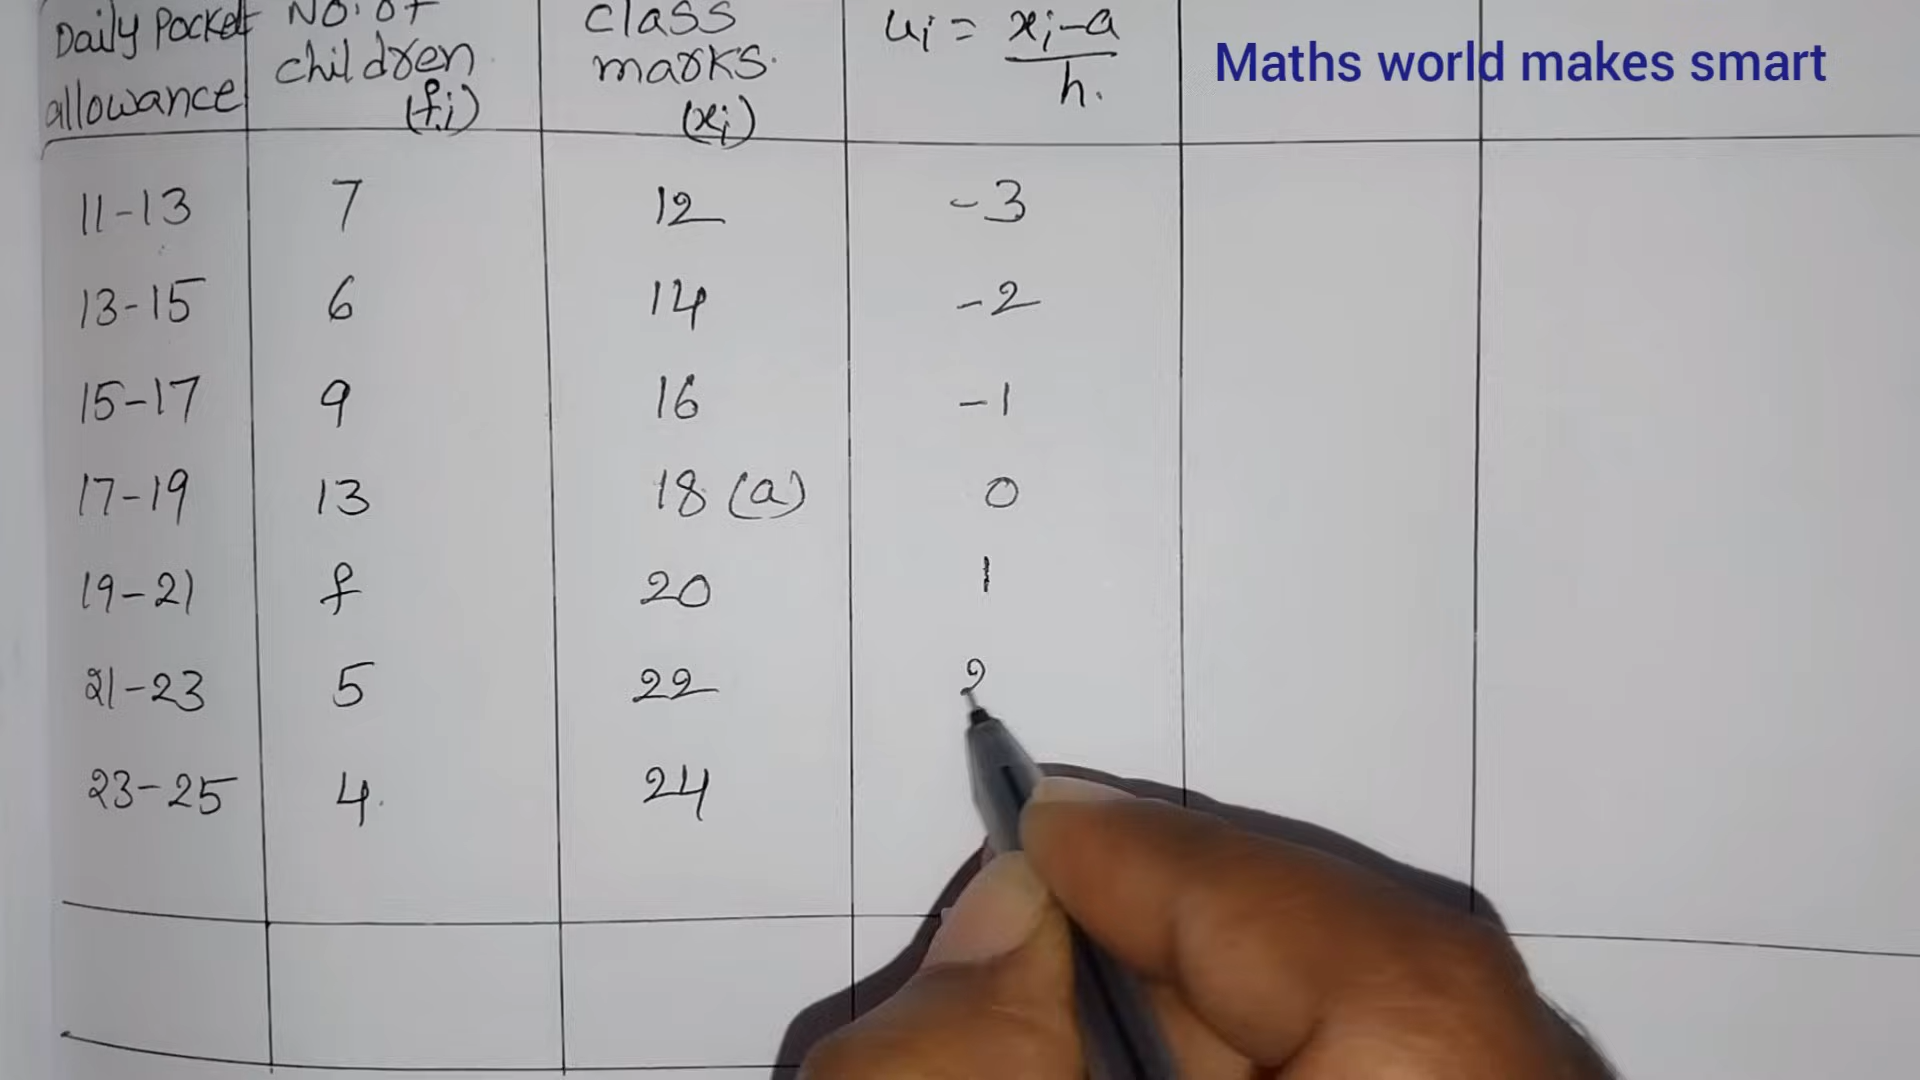 Daily Pocket allowance | No. of children (fi) | class marks. (xi) | ui = xi-a / h. | Maths world makes smart
11-13 | 7 | 12 | -3
13-15 | 6 | 14 | -2
15-17 | 9 | 16 | -1
17-19 | 13 | 18 (a) | 0
19-21 | f | 20 | 1
21-23 | 5 | 22 | 2
23-25 | 4. | 24